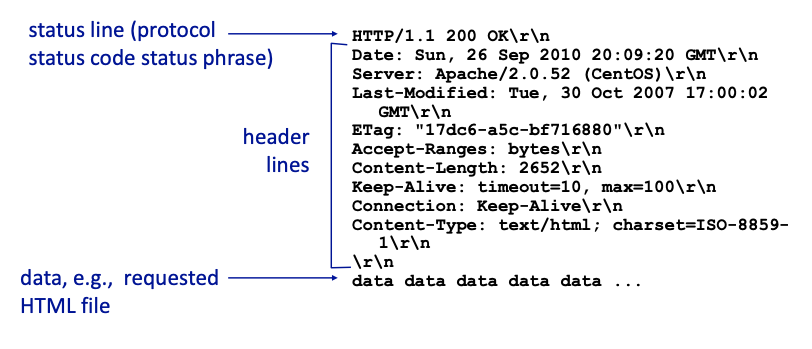 status line (protocol
status code status phrase)
header
lines
data, e.g.,  requested
HTML file
HTTP/1.1 200 OK\r\n
Date: Sun, 26 Sep 2010 20:09:20 GMT\r\n
Server: Apache/2.0.52 (CentOS)\r\n
Last-Modified: Tue, 30 Oct 2007 17:00:02
GMT\r\n
ETag: "17dc6-a5c-bf716880"\r\n
Accept-Ranges: bytes\r\n
Content-Length: 2652\r\n
Keep-Alive: timeout=10, max=100\r\n
Connection: Keep-Alive\r\n
Content-Type: text/html; charset=ISO-8859-
1\r\n
\r\n
data data data data data ...